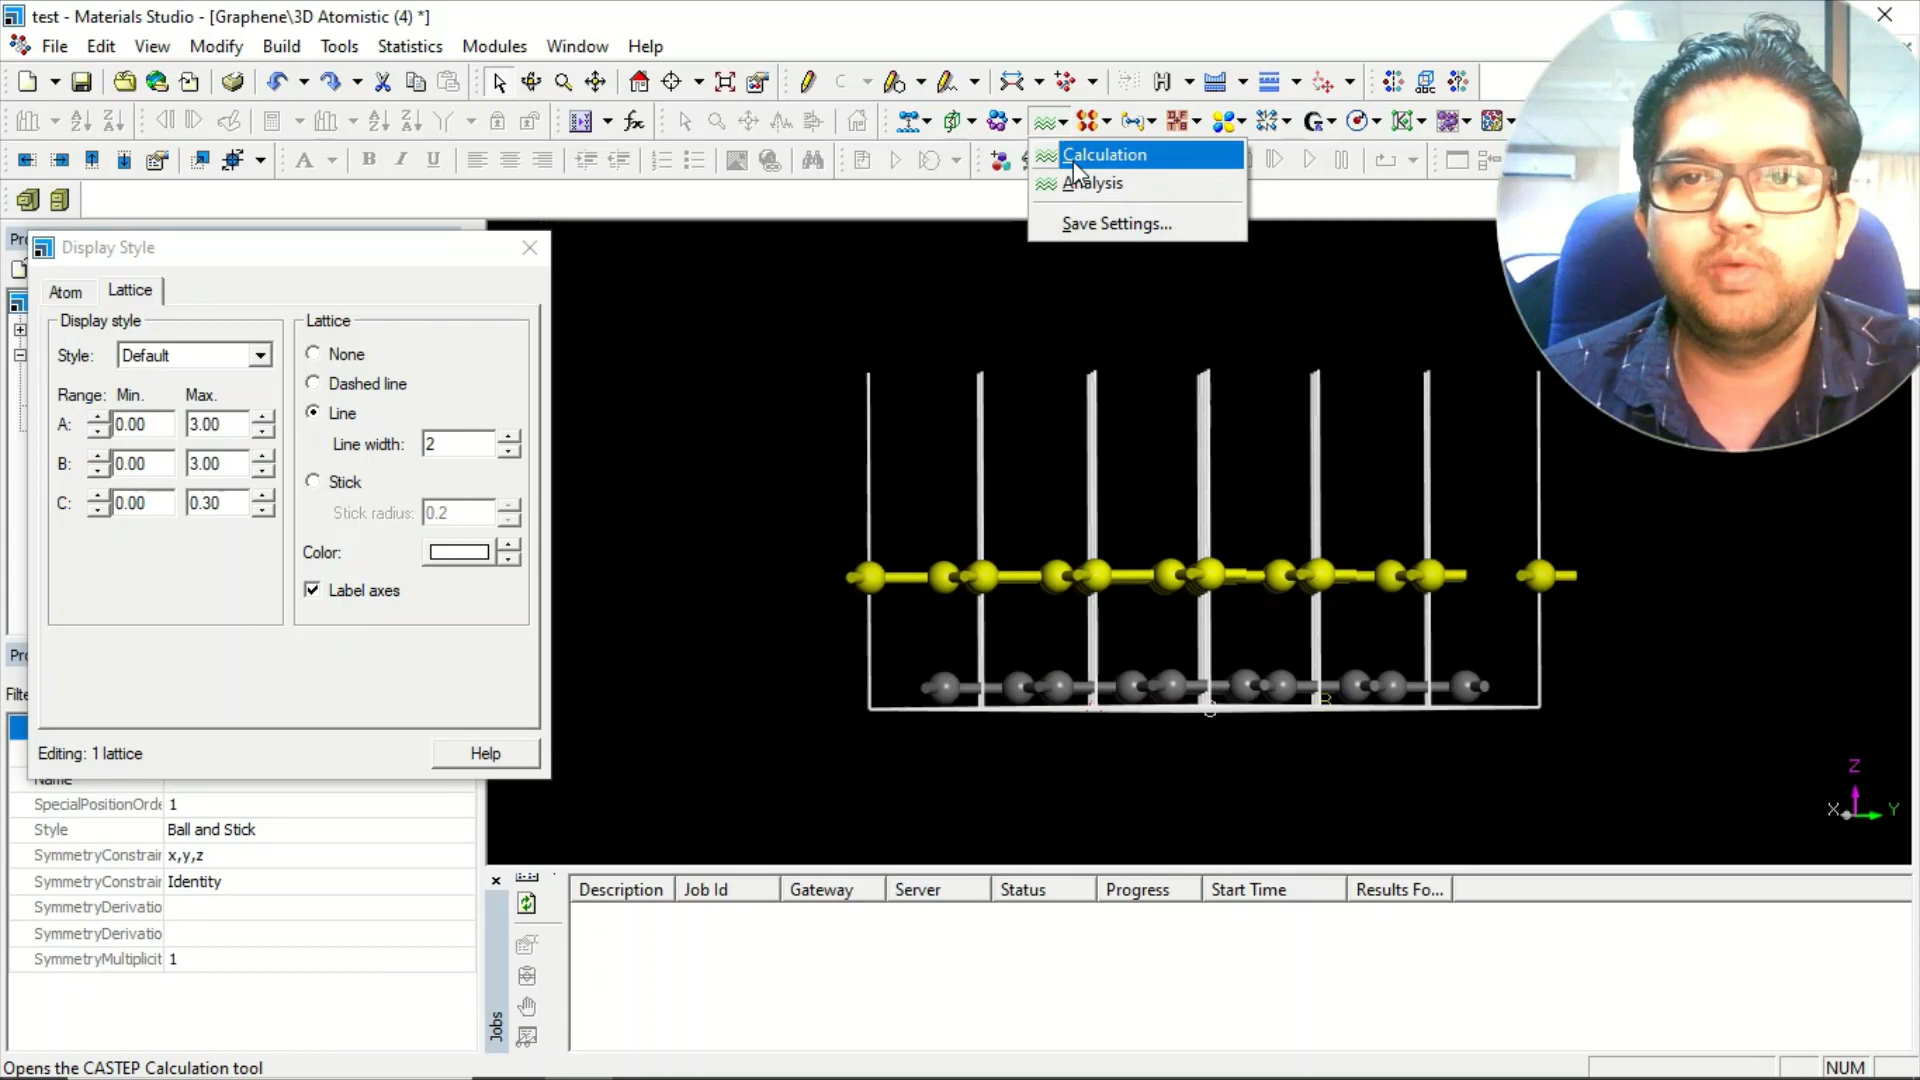 test - Materials Studio - [Graphene\3D Atomistic (4) *]
File Edit View Modify Build Tools Statistics Modules Window Help
Calculation
Analysis
Save Settings...
Display Style
Atom Lattice
Display style
Style: Default
Range: Min. Max.
A: 0.00 3.00
B: 0.00 3.00
C: 0.00 0.30
Lattice
None
Dashed line
Line
Line width: 2
Stick
Stick radius: 0.2
Color:
Label axes
Editing: 1 lattice
Help
Name
SpecialPositionOrde 1
Style Ball and Stick
SymmetryConstrair x,y,z
SymmetryConstrair Identity
SymmetryDerivatio
SymmetryDerivatio
SymmetryMultiplicit 1
B
Z
X Y
Description Job Id Gateway Server Status Progress Start Time Results Fo...
Jobs
Opens the CASTEP Calculation tool
NUM